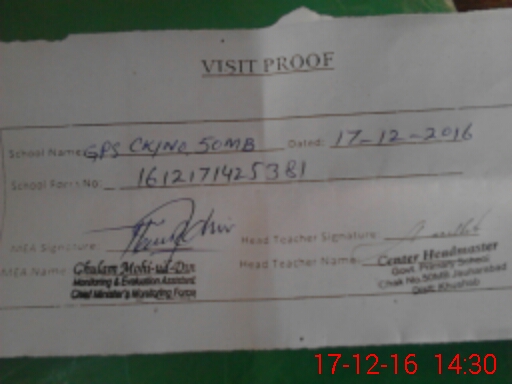 VISIT PROOF
School Name: GPS CK/No. 50MB Dated: 17-12-2016
School Form No: 1612171425381
MEA Signature: Head Teacher Signature:
MEA Name: Ghulam Mohi-ud-Din Head Teacher Name: Center Headmaster
Monitoring & Evaluation Assistant Govt. Primary School
Chief Minister's Monitoring Force Chak No.50MB Jauharabad
Distt: Khushab
17-12-16 14:30